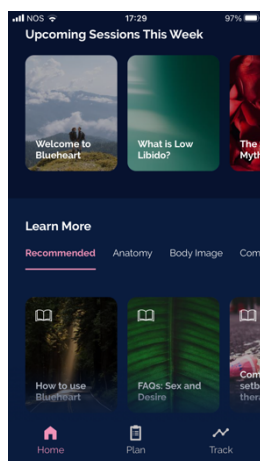 NOS 17:29 97%
Upcoming Sessions This Week
Welcome to
Blueheart
What is Low
Libido?
The
Myth
Learn More
Recommended Anatomy Body Image Com
How to use
Blueheart
FAQs: Sex and
Desire
Com
setb
thera
Home Plan Track